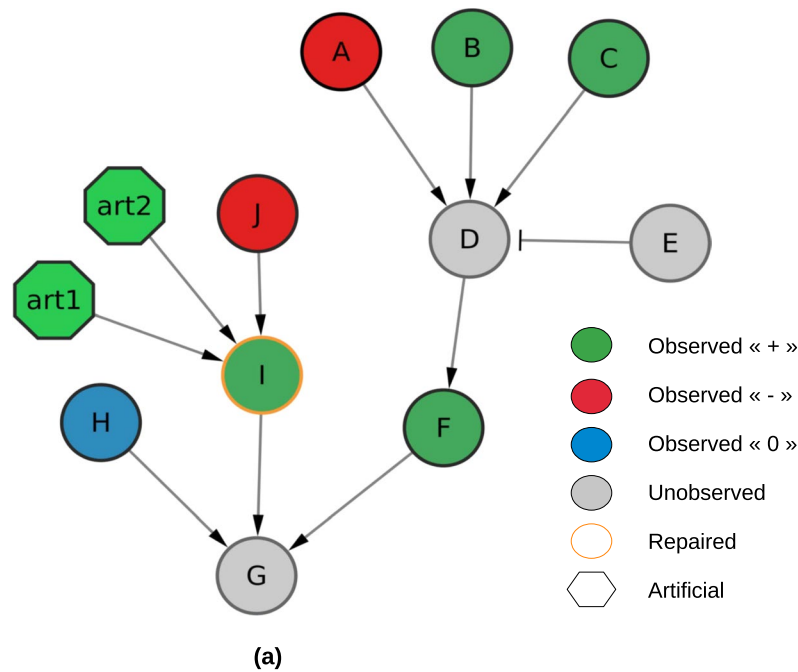 A
B
C
art2
J
D
E
art1
I
H
F
G
Observed « + »
Observed « - »
Observed « 0 »
Unobserved
Repaired
Artificial
(a)